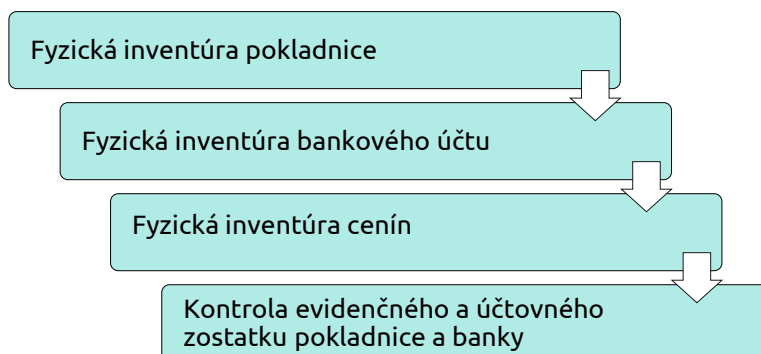 Fyzická inventúra pokladnice
Fyzická inventúra bankového účtu
Fyzická inventúra cenín
Kontrola evidenčného a účtovného
zostatku pokladnice a banky